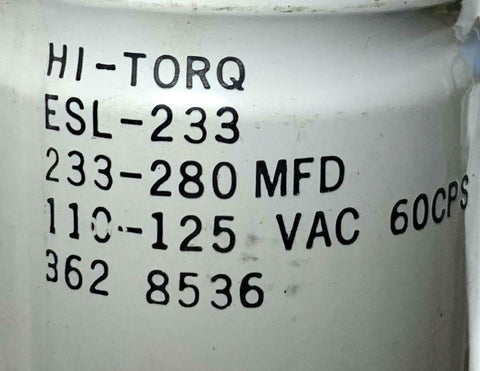 HI-TORQ
ESL-233
233-280 MFD
110-125 VAC 60CPS
362 8536